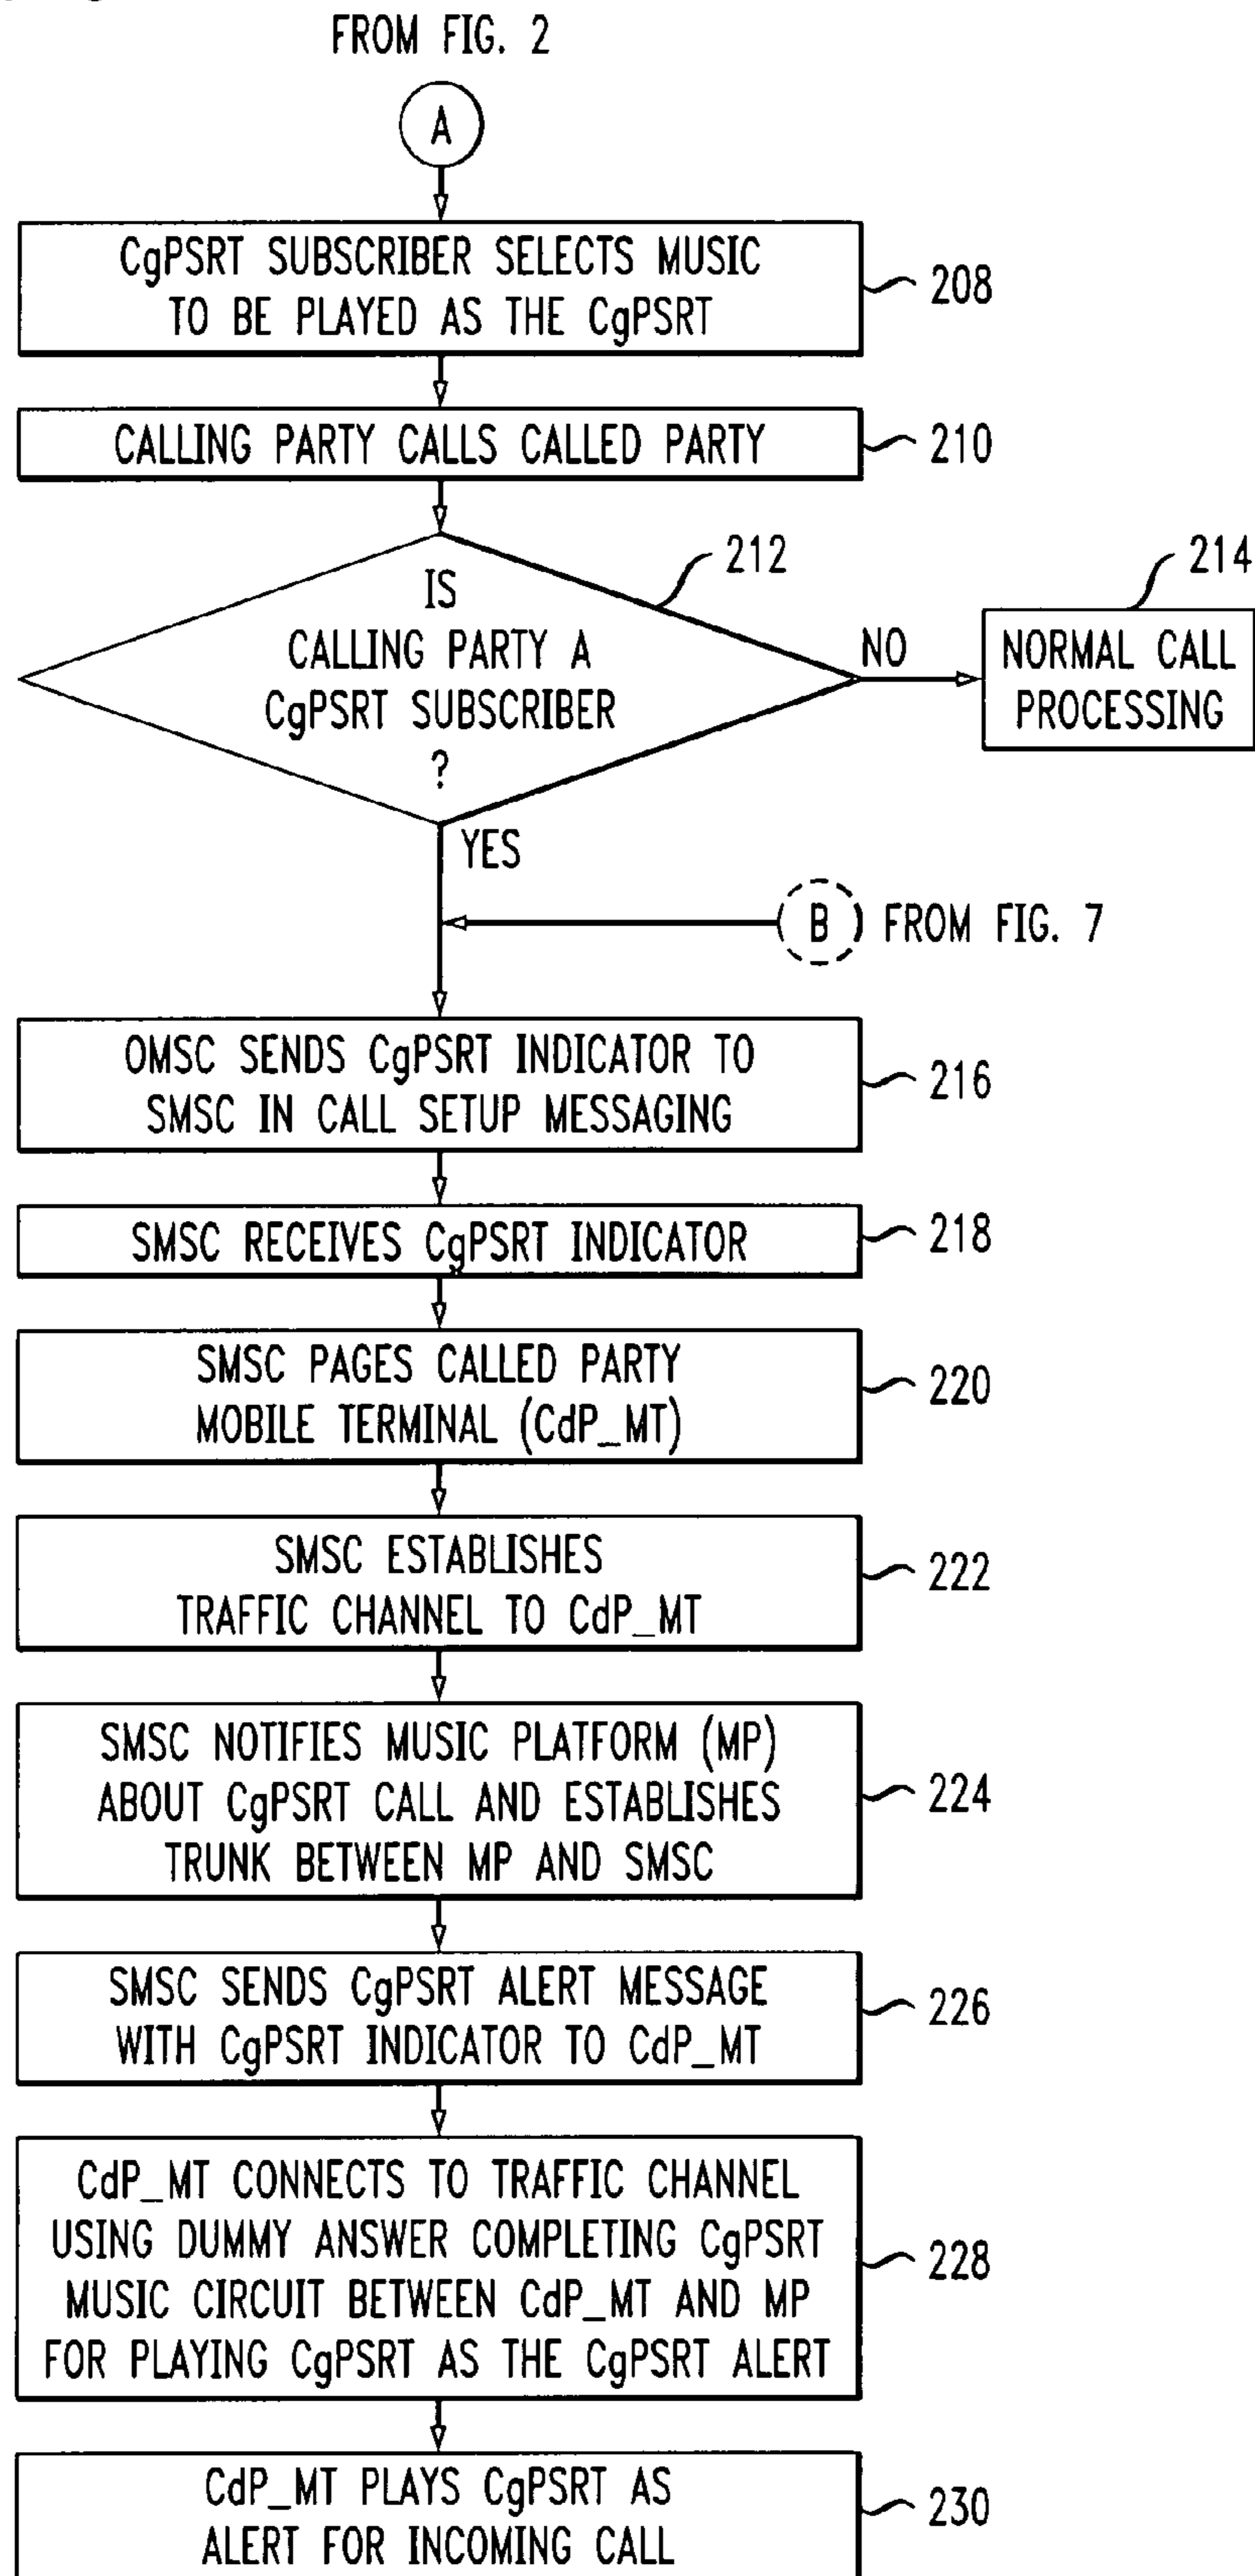 FROM FIG. 2
A
CgPSRT SUBSCRIBER SELECTS MUSIC
TO BE PLAYED AS THE CgPSRT
208
CALLING PARTY CALLS CALLED PARTY
210
212
IS
CALLING PARTY A
CgPSRT SUBSCRIBER
?
NO
214
NORMAL CALL
PROCESSING
YES
B FROM FIG. 7
OMSC SENDS CgPSRT INDICATOR TO
SMSC IN CALL SETUP MESSAGING
216
SMSC RECEIVES CgPSRT INDICATOR
218
SMSC PAGES CALLED PARTY
MOBILE TERMINAL (CdP_MT)
220
SMSC ESTABLISHES
TRAFFIC CHANNEL TO CdP_MT
222
SMSC NOTIFIES MUSIC PLATFORM (MP)
ABOUT CgPSRT CALL AND ESTABLISHES
TRUNK BETWEEN MP AND SMSC
224
SMSC SENDS CgPSRT ALERT MESSAGE
WITH CgPSRT INDICATOR TO CdP_MT
226
CdP_MT CONNECTS TO TRAFFIC CHANNEL
USING DUMMY ANSWER COMPLETING CgPSRT
MUSIC CIRCUIT BETWEEN CdP_MT AND MP
FOR PLAYING CgPSRT AS THE CgPSRT ALERT
228
CdP_MT PLAYS CgPSRT AS
ALERT FOR INCOMING CALL
230